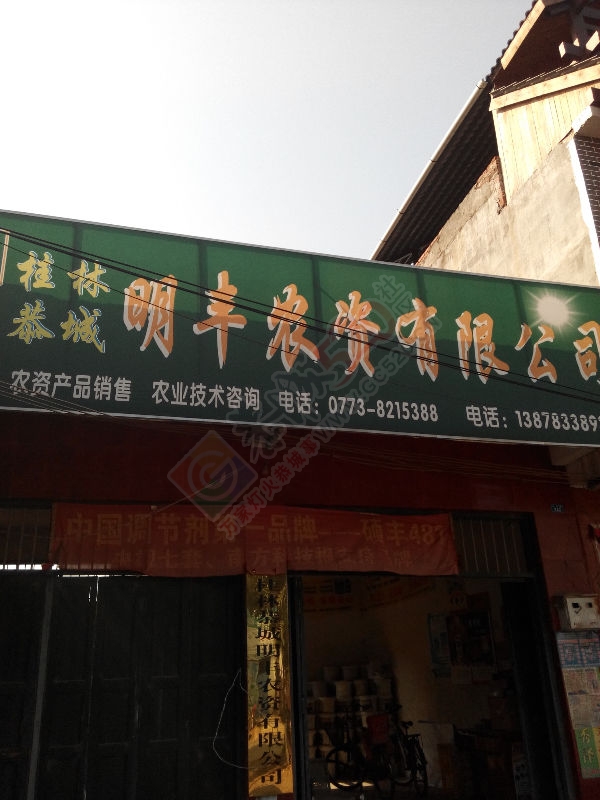 桂林
恭城
明丰农资有限公司
农资产品销售 农业技术咨询 电话：0773-8215388 电话：1387833389
中国调节剂第一品牌——硕丰481
桂林恭城明丰农资有限公司